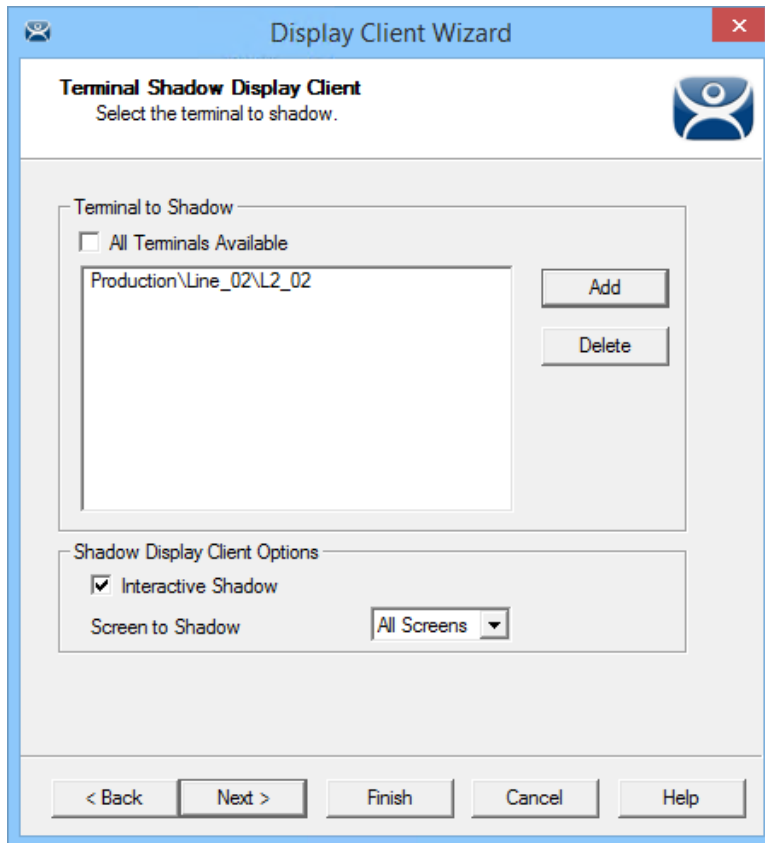 Display Client Wizard
Terminal Shadow Display Client
Select the terminal to shadow.
Terminal to Shadow
All Terminals Available
Production\Line_02\L2_02
Add
Delete
Shadow Display Client Options
Interactive Shadow
Screen to Shadow All Screens
< Back Next > Finish Cancel Help